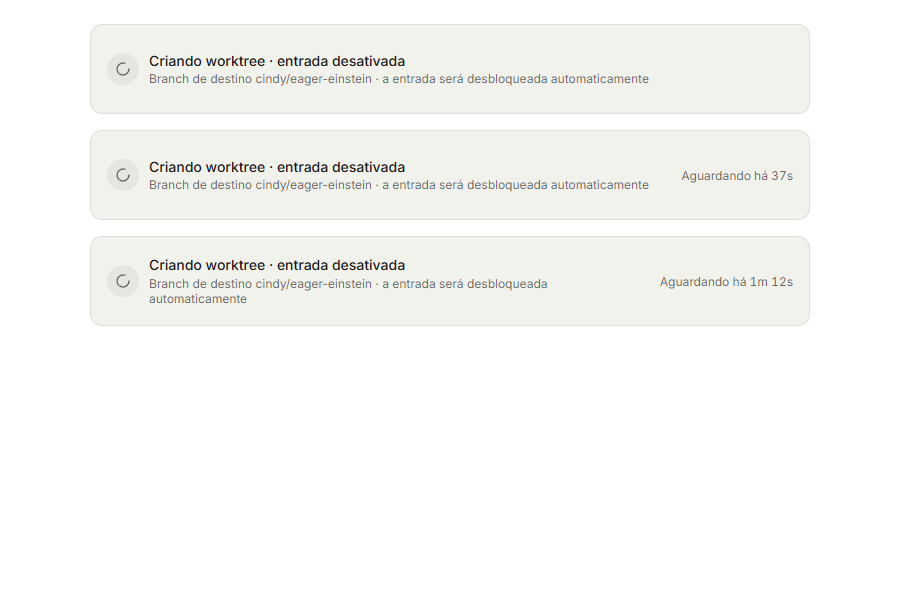 Criando worktree · entrada desativada
Branch de destino cindy/eager-einstein · a entrada será desbloqueada automaticamente
Criando worktree · entrada desativada
Branch de destino cindy/eager-einstein · a entrada será desbloqueada automaticamente
Aguardando há 37s
Criando worktree · entrada desativada
Branch de destino cindy/eager-einstein · a entrada será desbloqueada
automaticamente
Aguardando há 1m 12s